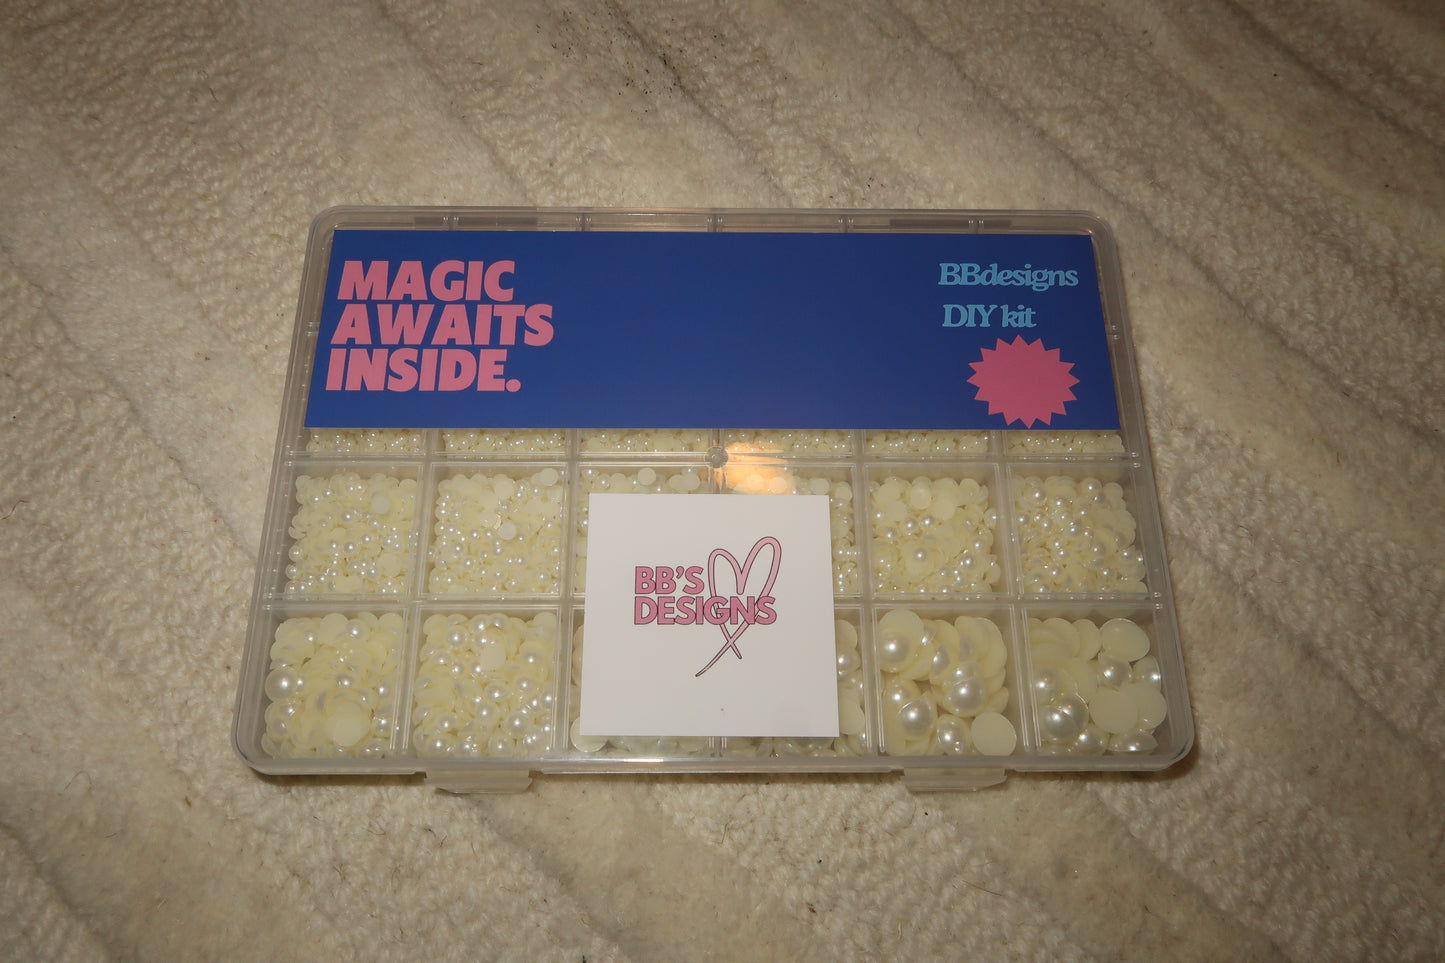 MAGIC
AWAITS
INSIDE.
BBdesigns
DIY kit
BB'S
DESIGNS